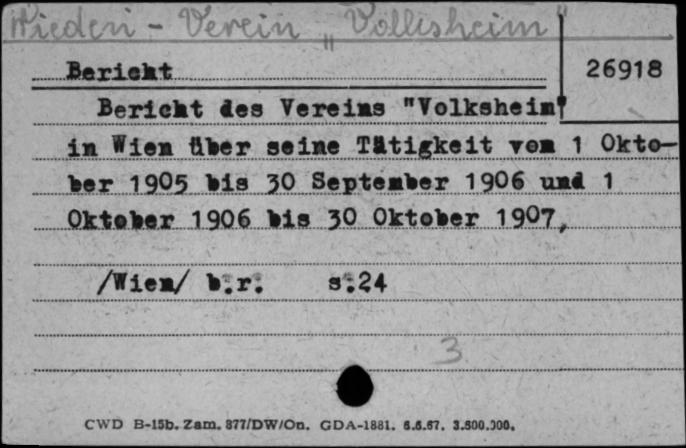 Wiedeń - Verein „Volksheim"
Bericht
26918
Bericht des Vereins "Volksheim"
in Wien über seine Tätigkeit vom 1 Okto-
ber 1905 bis 30 September 1906 und 1
Oktober 1906 bis 30 Oktober 1907,
/Wien/ b.r. s.24
3
CWD B-15b. Zam. 877/DW/On. GDA-1881. 6.6.67. 3.500.000.